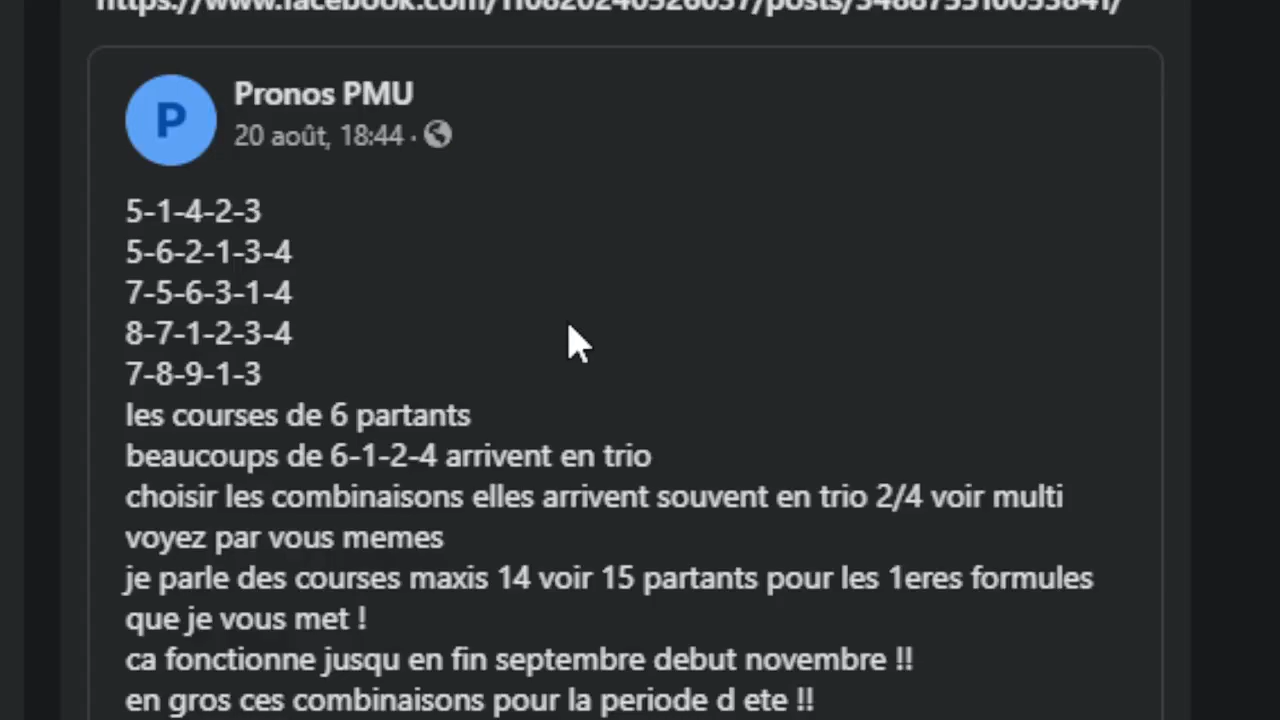 Pronos PMU
20 août, 18:44 ·
5-1-4-2-3
5-6-2-1-3-4
7-5-6-3-1-4
8-7-1-2-3-4
7-8-9-1-3
les courses de 6 partants
beaucoups de 6-1-2-4 arrivent en trio
choisir les combinaisons elles arrivent souvent en trio 2/4 voir multi
voyez par vous memes
je parle des courses maxis 14 voir 15 partants pour les 1eres formules
que je vous met !
ca fonctionne jusqu en fin septembre debut novembre !!
en gros ces combinaisons pour la periode d ete !!